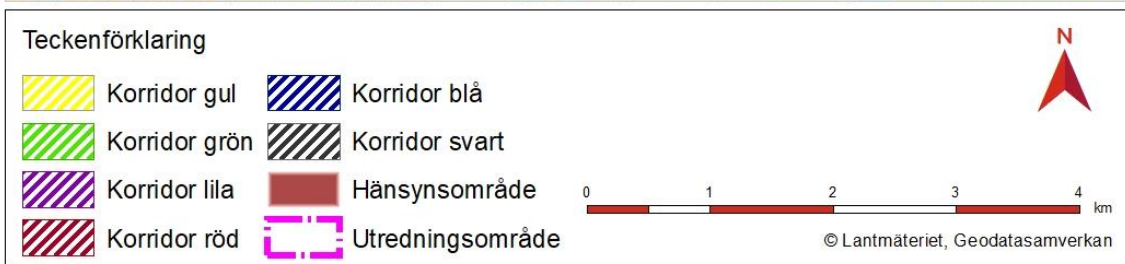 Teckenförklaring
Korridor gul
Korridor grön
Korridor lila
Korridor röd
Korridor blå
Korridor svart
Hänsynsområde
Utredningsområde
N
0 1 2 3 4
km
© Lantmäteriet, Geodatasamverkan